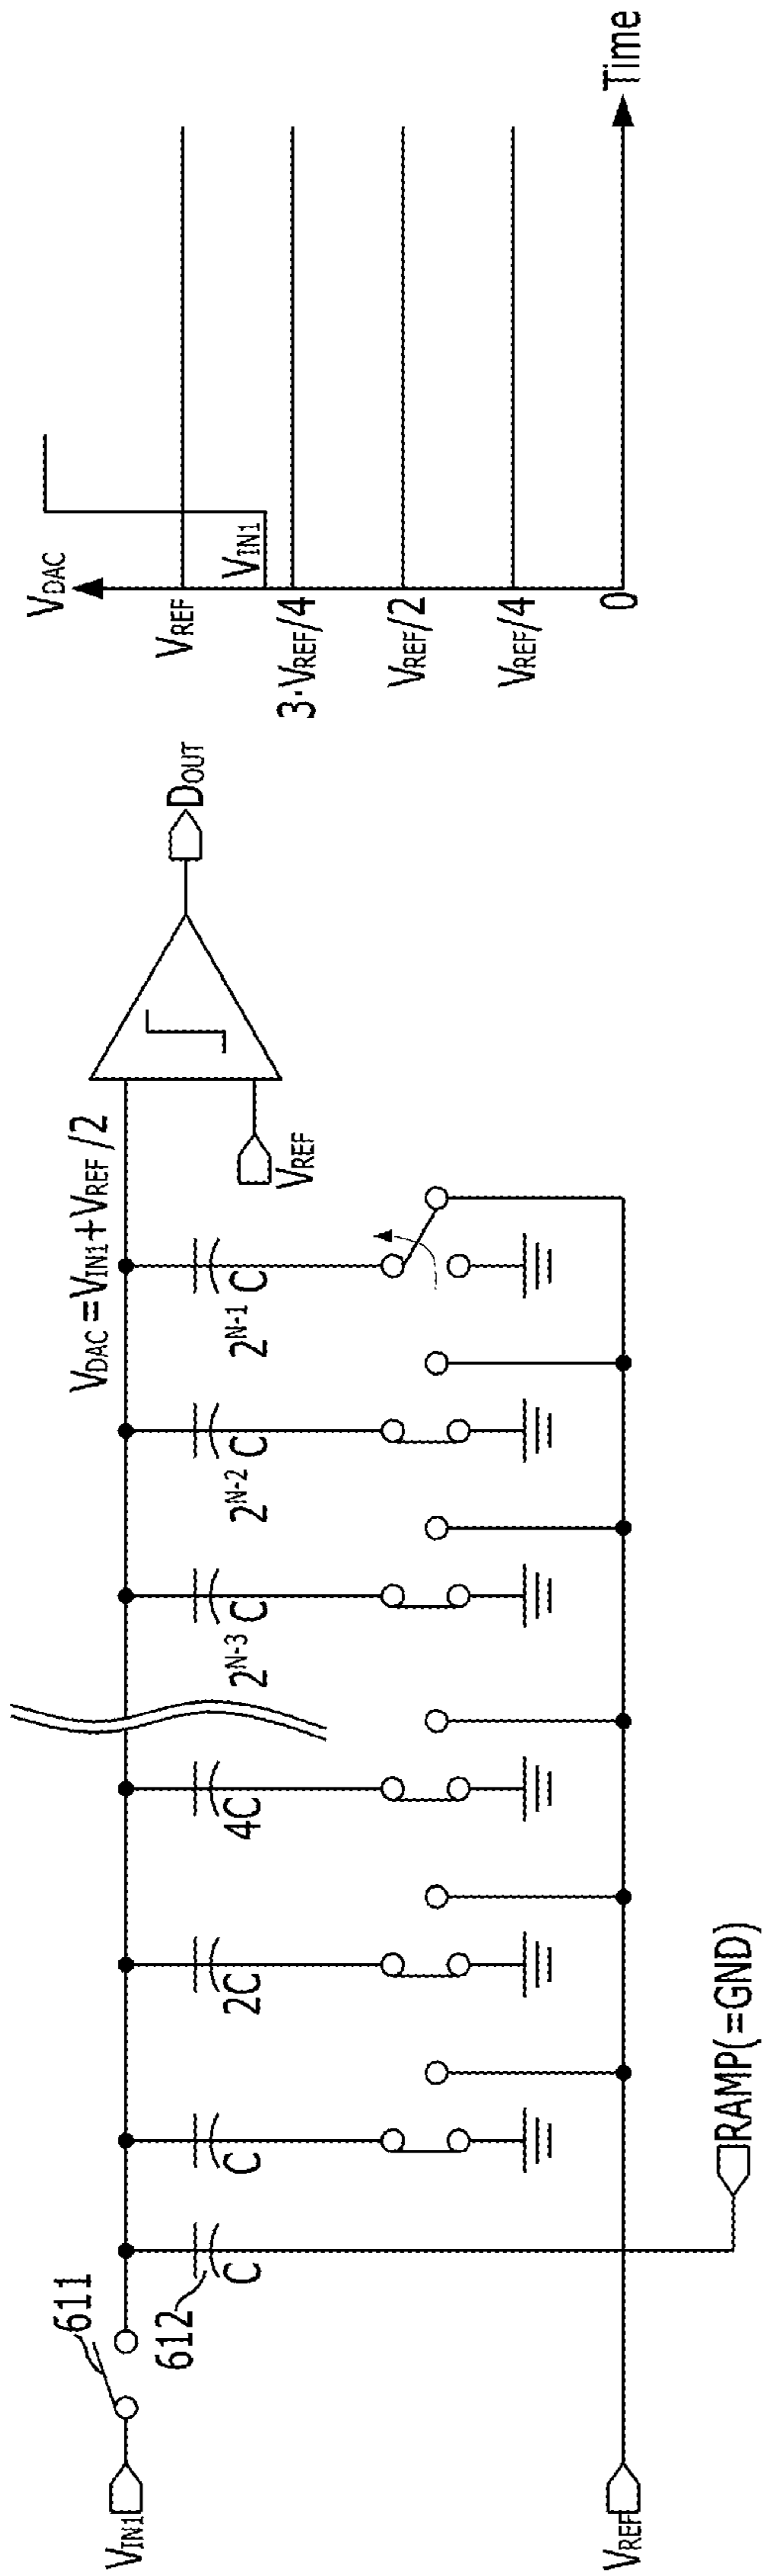 VIN1
611
612
C
C
2C
4C
2N-3 C
2N-2 C
2N-1 C
VDAC=VIN1+VREF/2
VREF
DOUT
VREF
RAMP(=GND)
VDAC
VREF
VIN1
3·VREF/4
VREF/2
VREF/4
0
Time